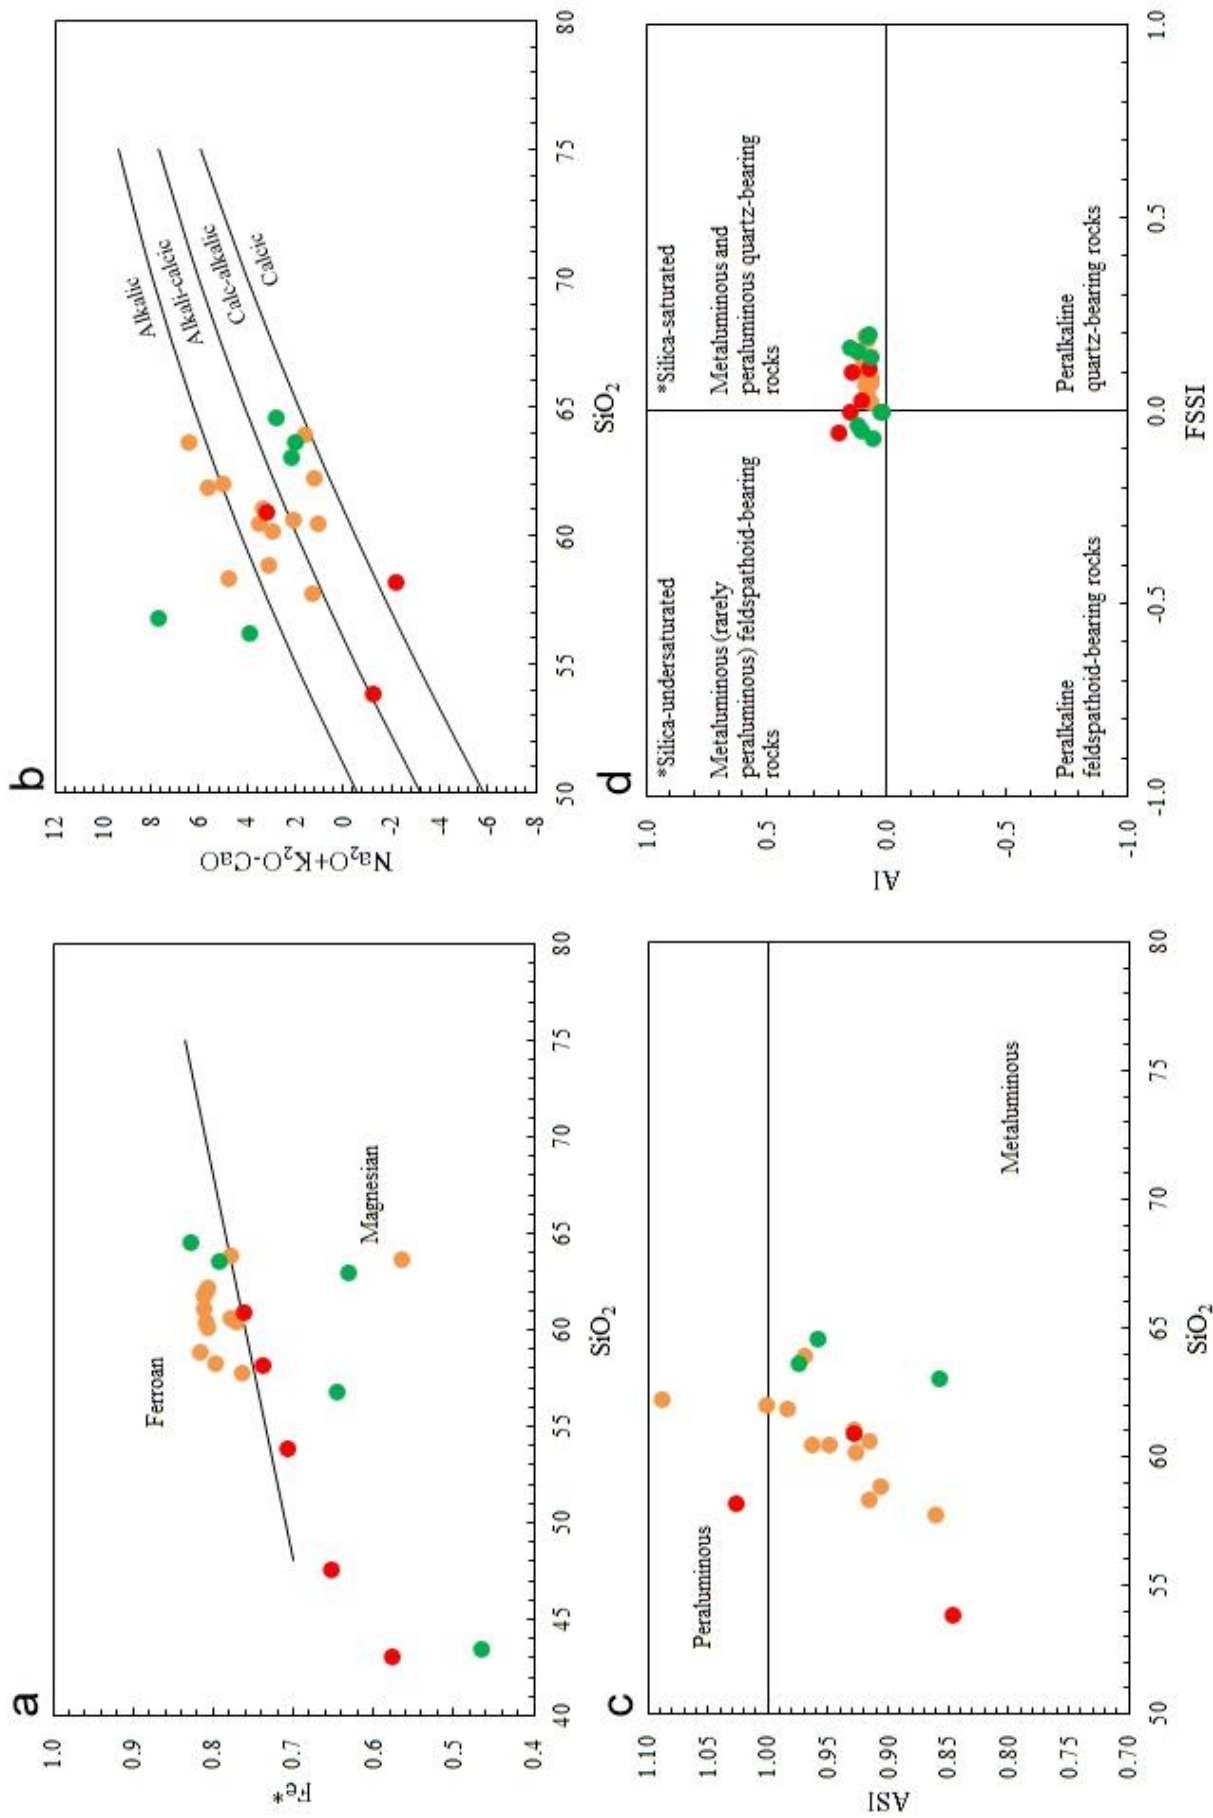 a
1.0
0.9
0.8
0.7
0.6
0.5
0.4
Fe*
Ferroan
Magnesian
40
45
50
55
60
65
70
75
80
SiO₂
b
12
10
8
6
4
2
0
-2
-4
-6
-8
Na₂O+K₂O-CaO
Alkalic
Alkali-calcic
Calc-alkalic
Calcic
50
55
60
65
70
75
80
SiO₂
c
1.10
1.05
1.00
0.95
0.90
0.85
0.80
0.75
0.70
ASI
Peraluminous
Metaluminous
50
55
60
65
70
75
80
SiO₂
d
1.0
0.5
0.0
-0.5
-1.0
AI
*Silica-undersaturated
Metaluminous (rarely
peraluminous) feldspathoid-bearing
rocks
*Silica-saturated
Metaluminous and
peraluminous quartz-bearing
rocks
Peralkaline
feldspathoid-bearing rocks
Peralkaline
quartz-bearing rocks
-1.0
-0.5
0.0
0.5
1.0
FSSI